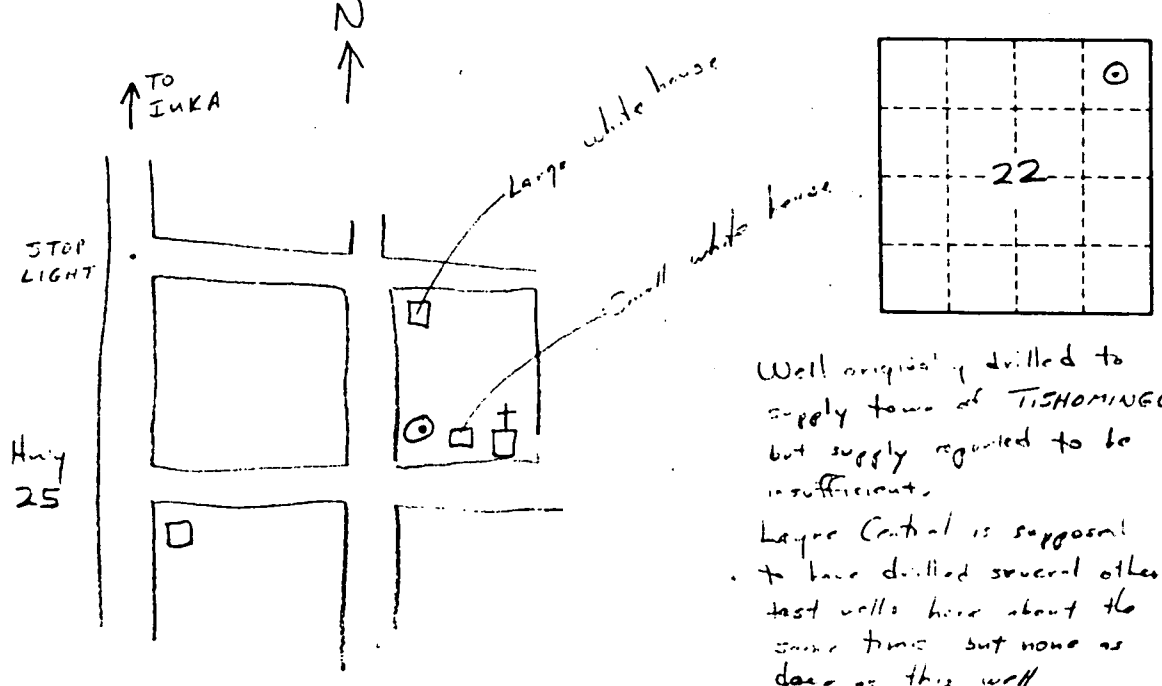 N
TO
IUKA
Large white house
Small white house
STOP
LIGHT
22
Hwy
25
Well originally drilled to
supply town of TISHOMINGO
but supply reported to be
insufficient.
Layne Central is supposed
to have drilled several other
test wells here about the
same time but none as
deep as this well